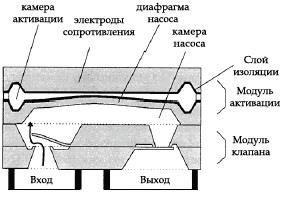 камера
активации
электроды
сопротивления
диафрагма
насоса
камера
насоса
Слой
изоляции
Модуль
активации
Модуль
клапана
Вход
Выход